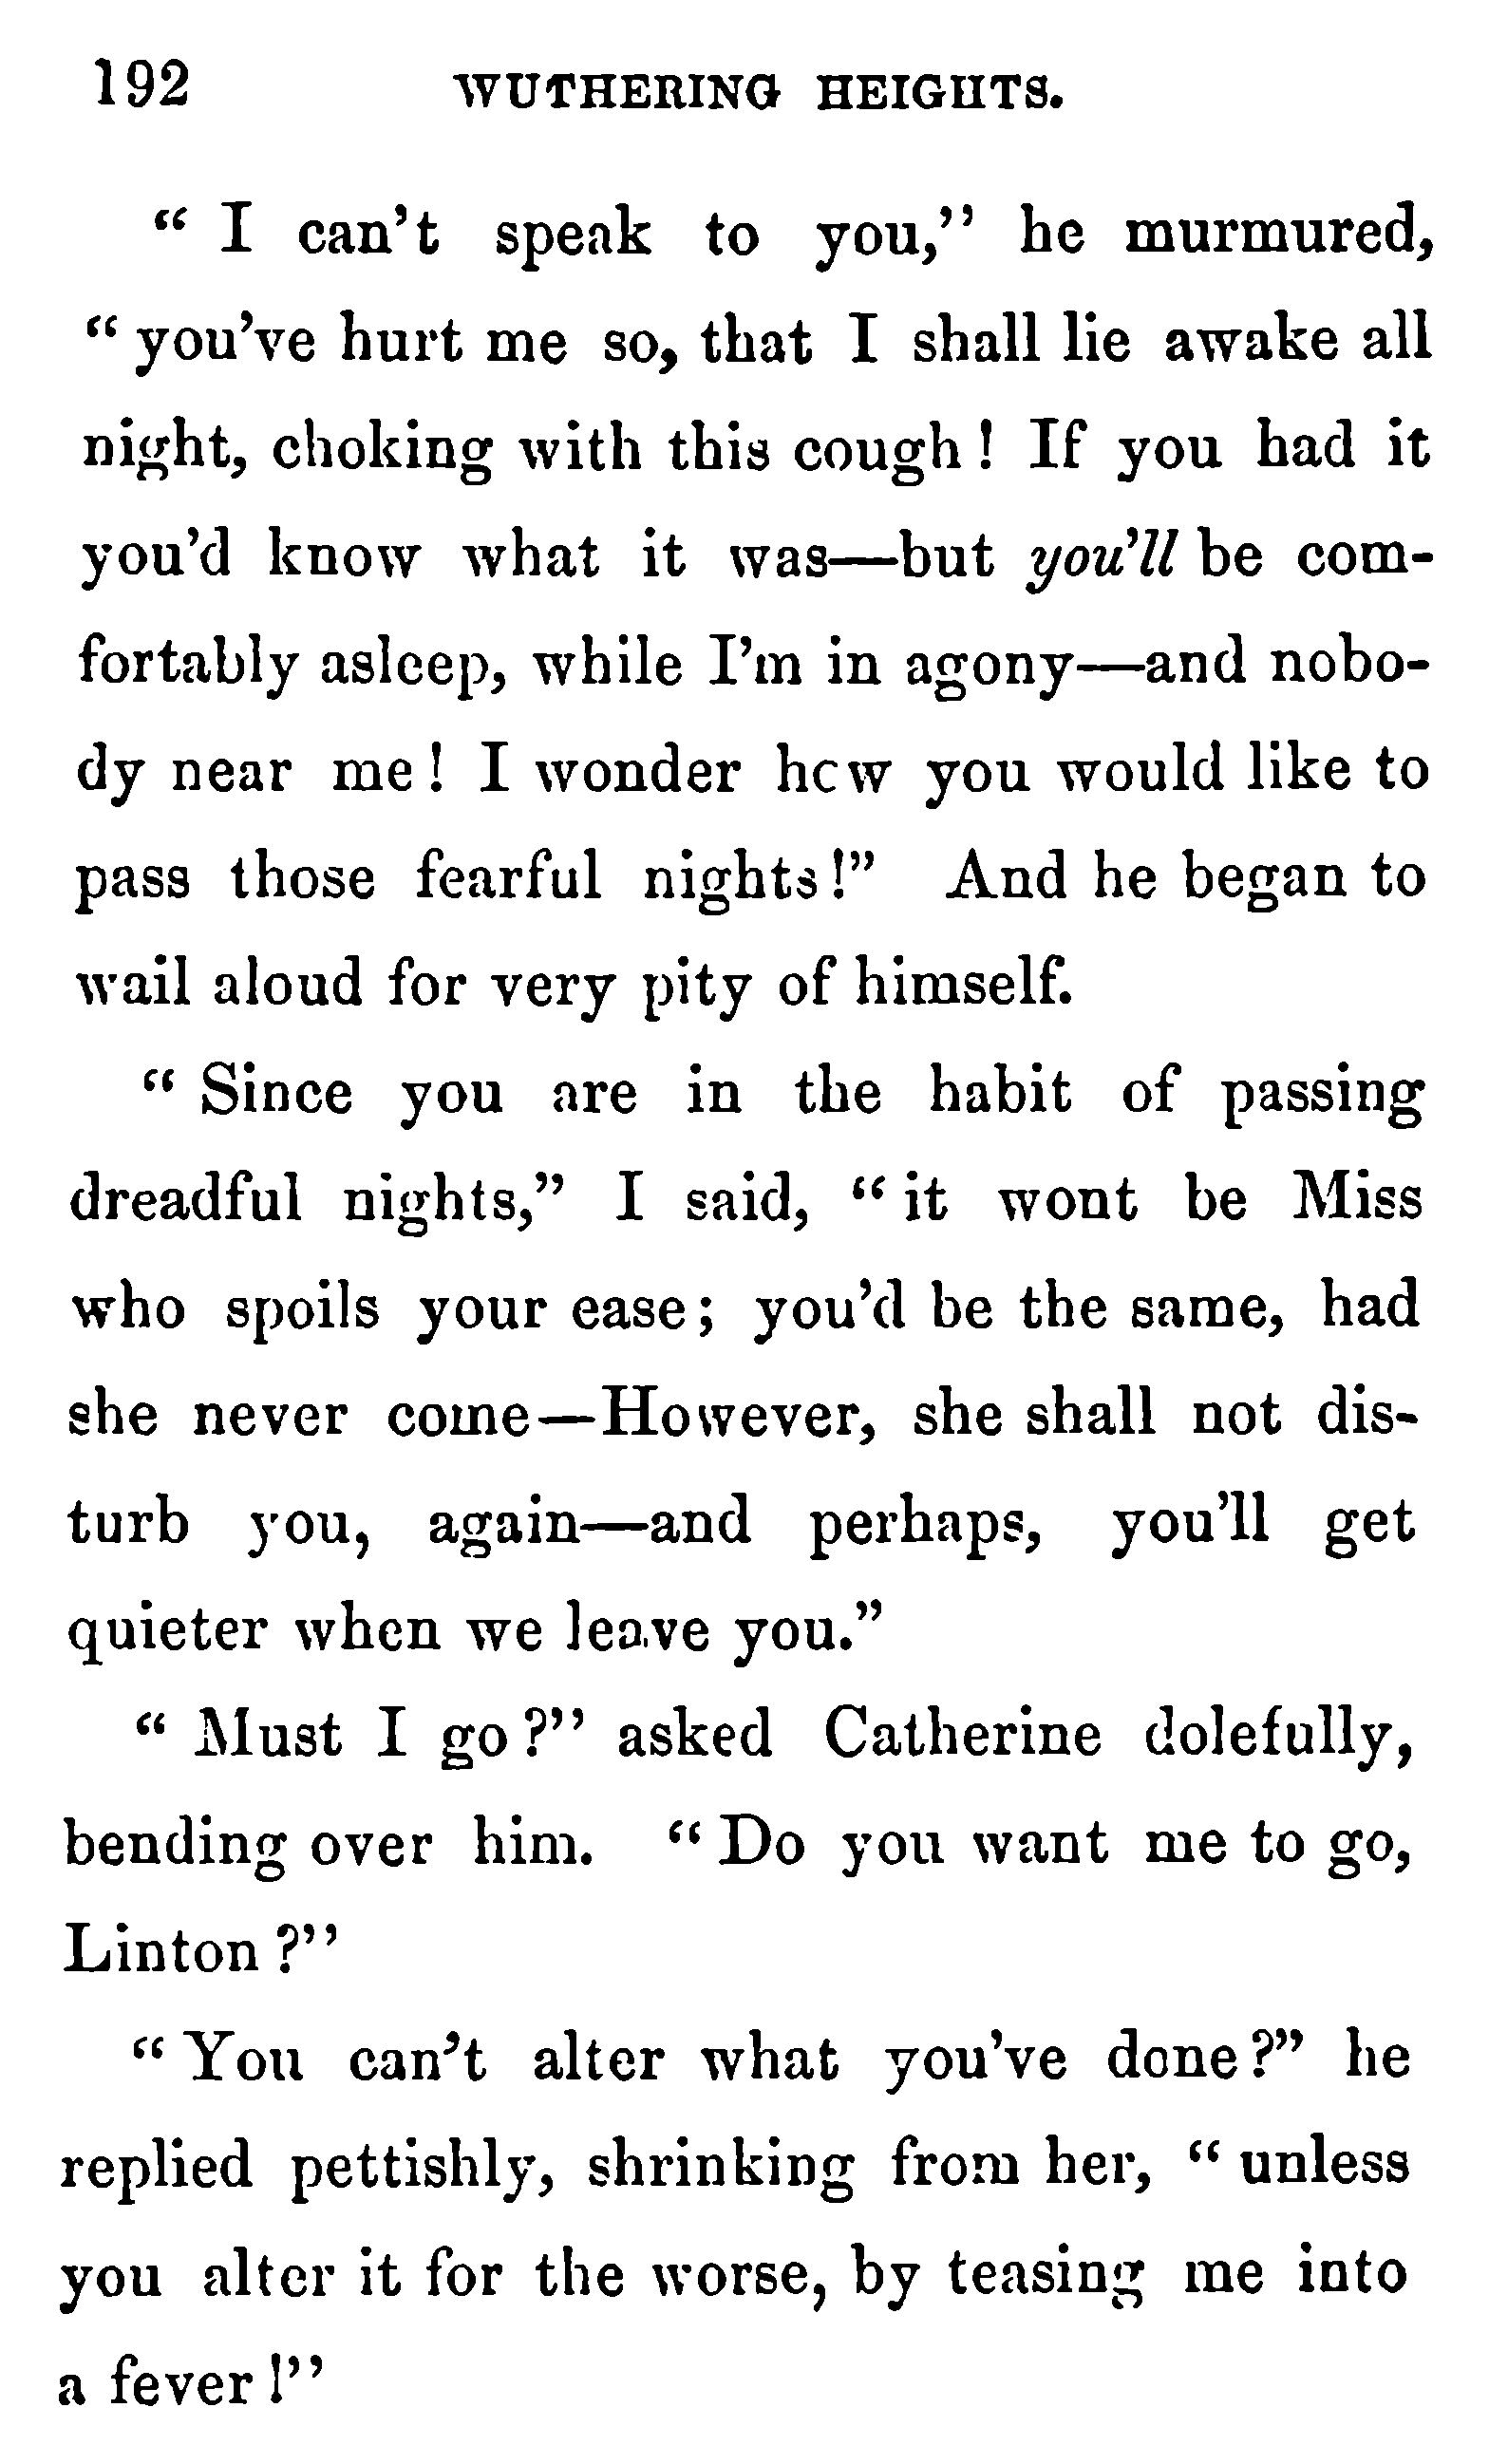 192 WUTHERING HEIGHTS.
" I can't speak to you," he murmured,
" you've hurt me so, that I shall lie awake all
night, choking with this cough! If you had it
you'd know what it was—but you'll be com-
fortably asleep, while I'm in agony—and nobo-
dy near me! I wonder how you would like to
pass those fearful nights!" And he began to
wail aloud for very pity of himself.
" Since you are in the habit of passing
dreadful nights," I said, " it wont be Miss
who spoils your ease; you'd be the same, had
she never come—However, she shall not dis-
turb you, again—and perhaps, you'll get
quieter when we leave you."
" Must I go?" asked Catherine dolefully,
bending over him. " Do you want me to go,
Linton?"
" You can't alter what you've done?" he
replied pettishly, shrinking from her, " unless
you alter it for the worse, by teasing me into
a fever!"